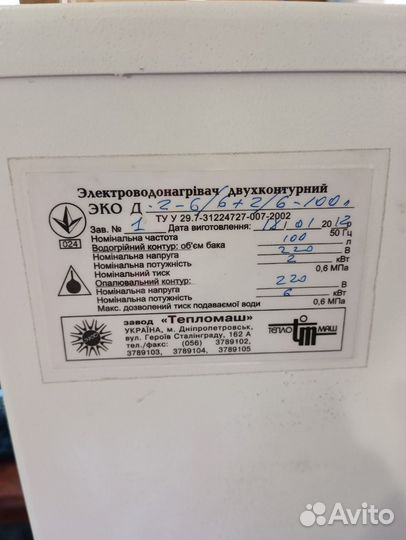 Электроводонагрівач двухконтурний
ЭКО Д -2-6/6+2/6-100л
ТУ У 29.7-31224727-007-2002
Зав. № 1 Дата виготовлення: 18,01 2012р
Номінальна частота 50 Гц
Водогрійний контур: об'єм бака 100 л
Номінальна напруга 220 В
Номінальна потужність 2 кВт
Номінальний тиск 0,6 МПа
Опалювальний контур:
Номінальна напруга 220 В
Номінальна потужність 6 кВт
Макс. дозволений тиск подаваємої води 0,6 МПа
024
завод «Тепломаш»
УКРАЇНА, м. Дніпропетровськ,
вул. Героїв Сталінграду, 162 А
тел./факс: (056) 3789102,
3789103, 3789104, 3789105
ТЕПЛО МАШ
Avito